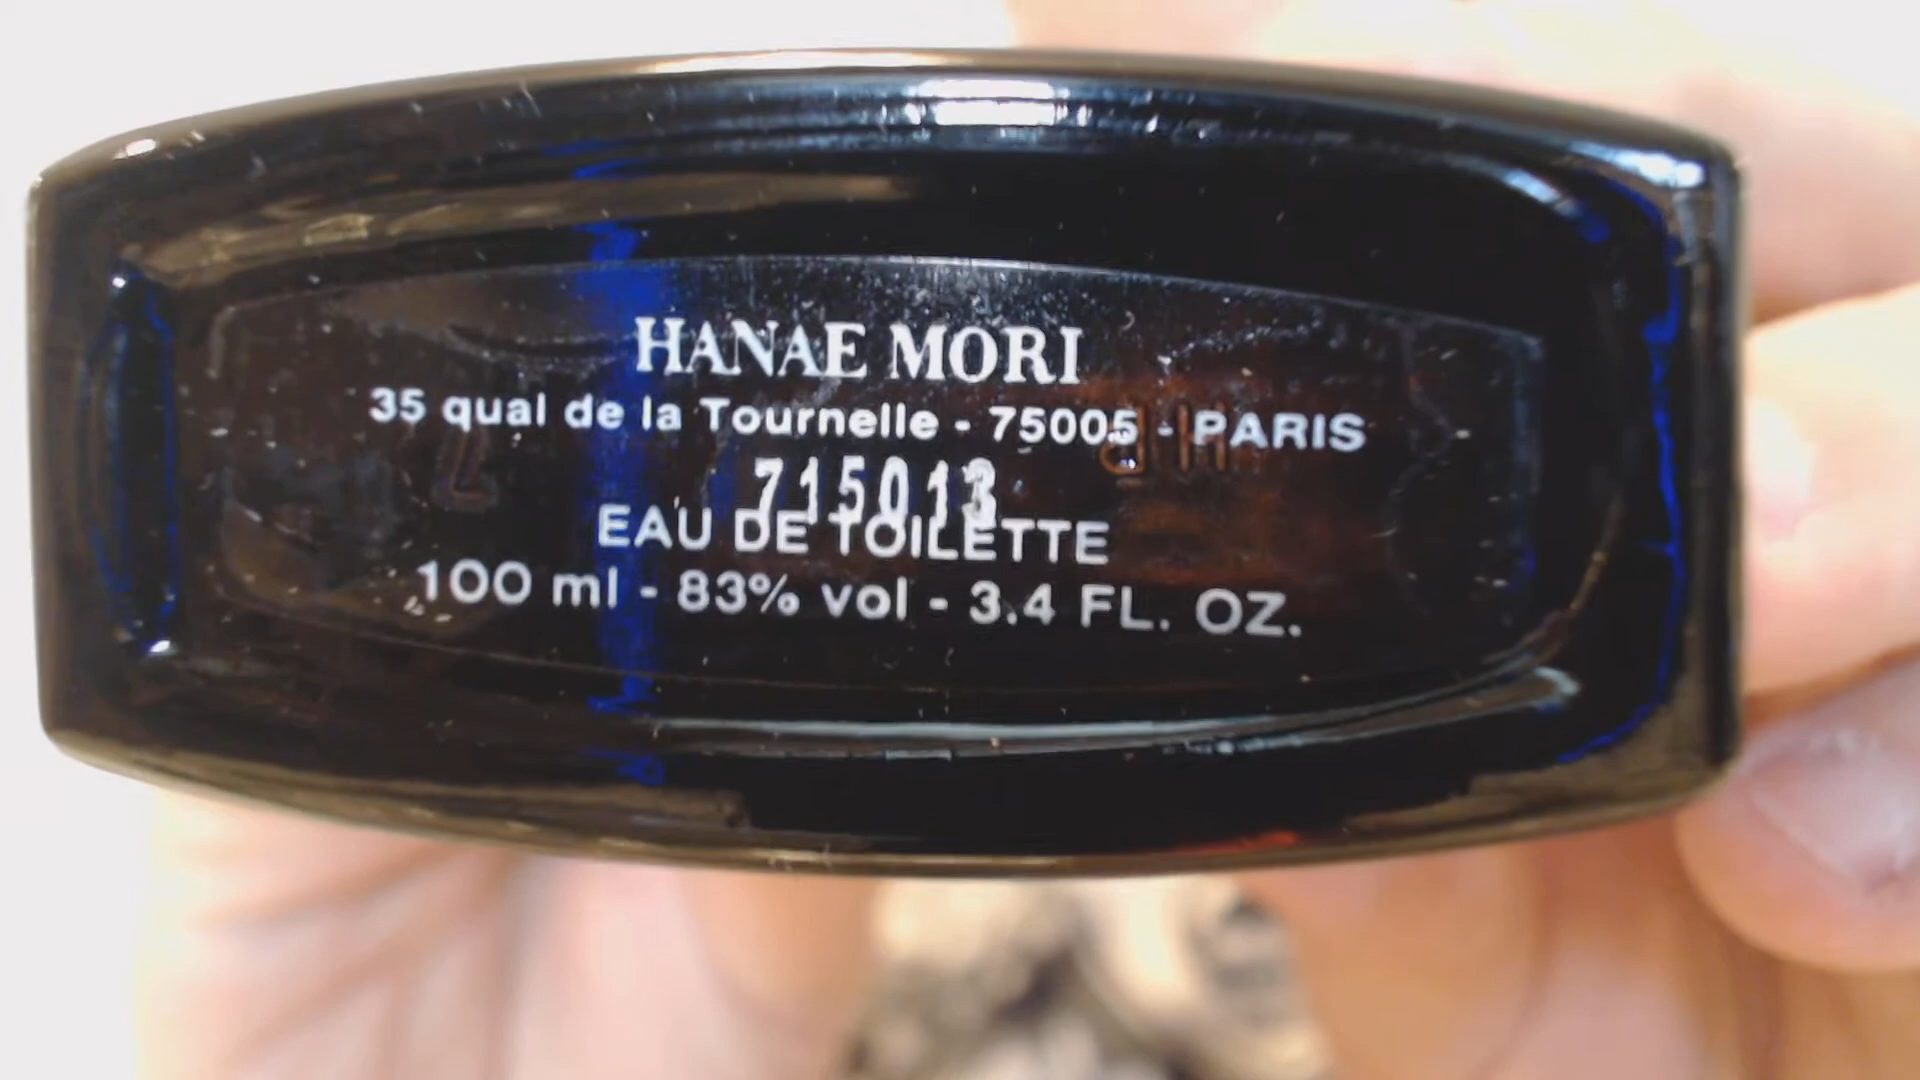 HANAE MORI
35 quai de la Tournelle - 75005 - PARIS
715013
EAU DE TOILETTE
100 ml - 83% vol - 3.4 FL. OZ.